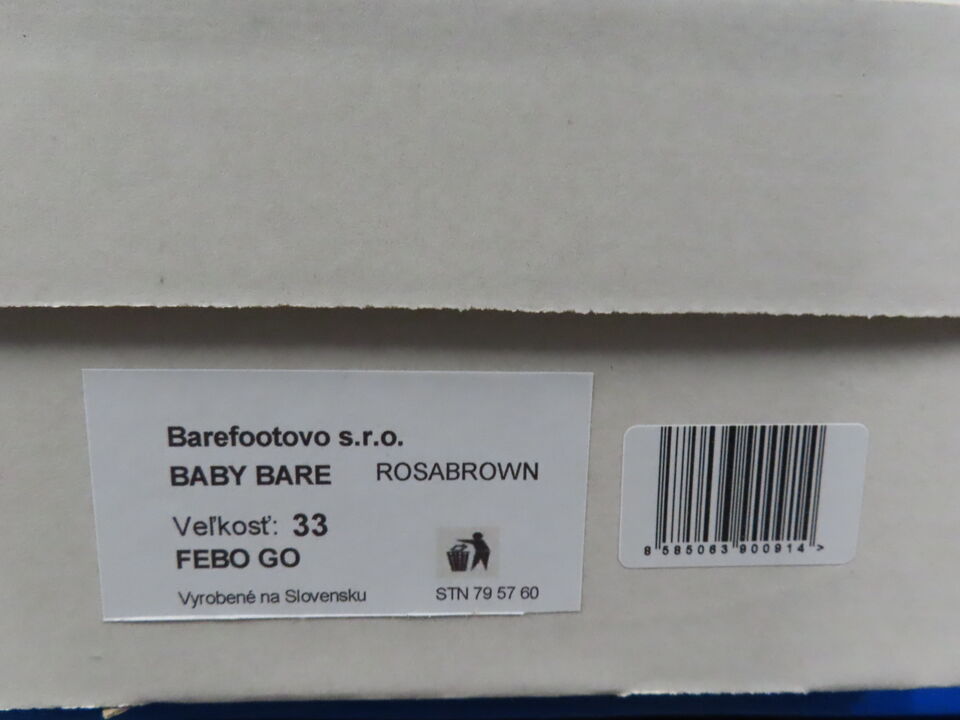 Barefootovo s.r.o.
BABY BARE ROSABROWN
Veľkosť: 33
FEBO GO
Vyrobené na Slovensku STN 79 57 60
8 585063 900914 >